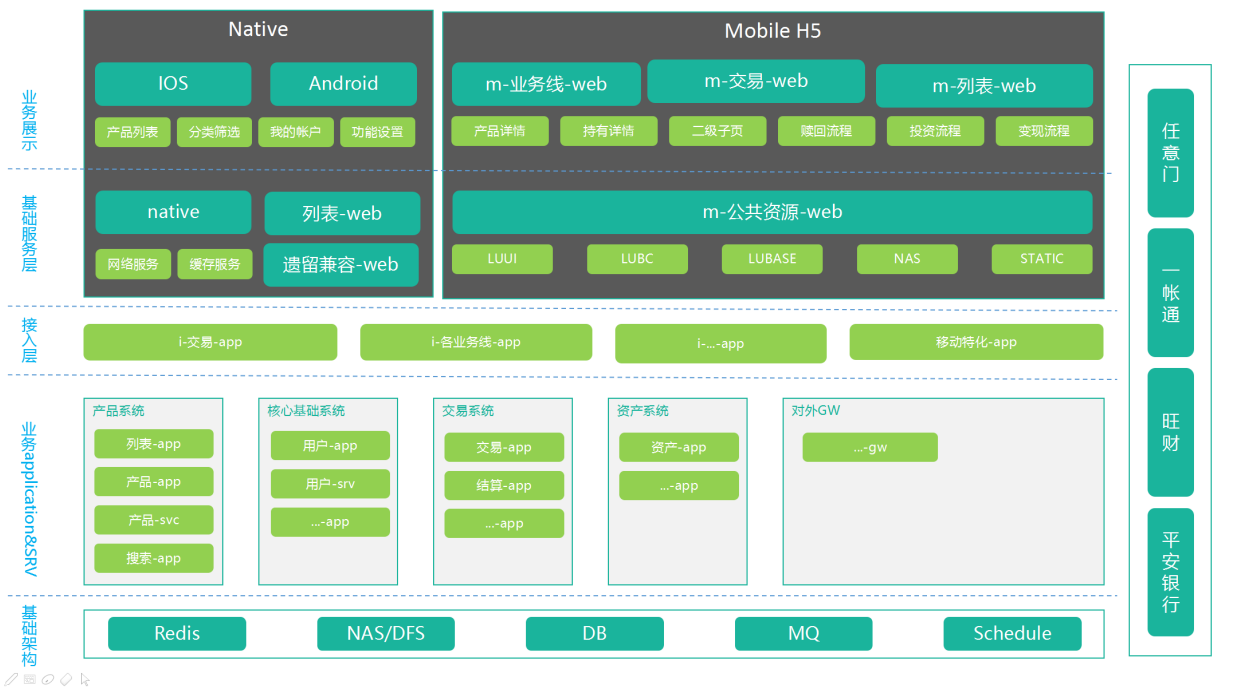 Native
Mobile H5
业务展示
IOS
Android
m-业务线-web
m-交易-web
m-列表-web
产品列表
分类筛选
我的帐户
功能设置
产品详情
持有详情
二级子页
赎回流程
投资流程
变现流程
基础服务层
native
列表-web
m-公共资源-web
网络服务
缓存服务
遗留兼容-web
LUUI
LUBC
LUBASE
NAS
STATIC
接入层
i-交易-app
i-各业务线-app
i-...-app
移动特化-app
业务application&SRV
产品系统
列表-app
产品-app
产品-svc
搜索-app
核心基础系统
用户-app
用户-srv
...-app
交易系统
交易-app
结算-app
...-app
资产系统
资产-app
...-app
对外GW
...-gw
基础架构
Redis
NAS/DFS
DB
MQ
Schedule
任意门
一帐通
旺财
平安银行